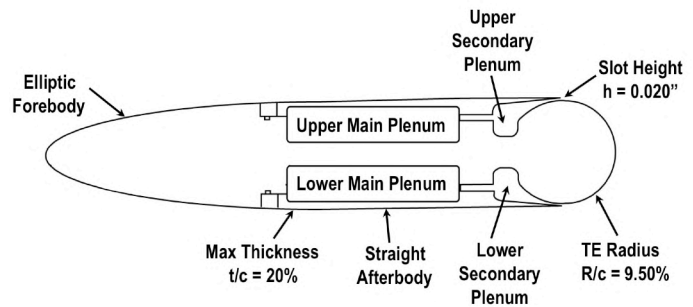 Upper
Secondary
Plenum
Slot Height
h = 0.020”
Elliptic
Forebody
Upper Main Plenum
Lower Main Plenum
Max Thickness
t/c = 20%
Straight
Afterbody
Lower
Secondary
Plenum
TE Radius
R/c = 9.50%